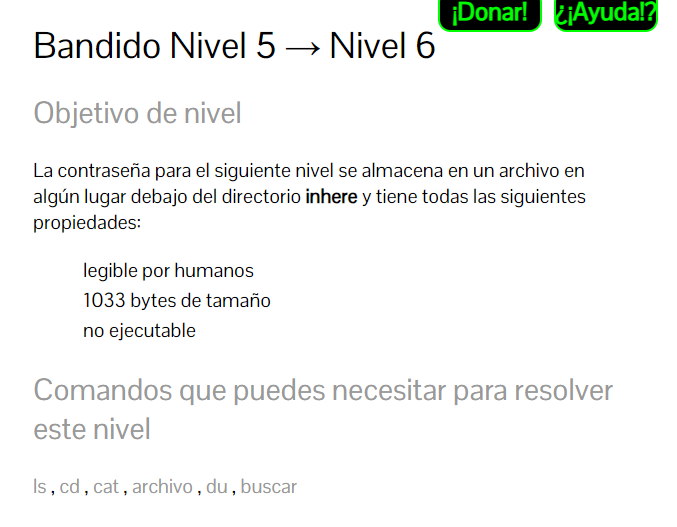 ¡Donar! ¿¡Ayuda!?
Bandido Nivel 5 → Nivel 6
Objetivo de nivel
La contraseña para el siguiente nivel se almacena en un archivo en
algún lugar debajo del directorio inhere y tiene todas las siguientes
propiedades:
legible por humanos
1033 bytes de tamaño
no ejecutable
Comandos que puedes necesitar para resolver
este nivel
ls , cd , cat , archivo , du , buscar